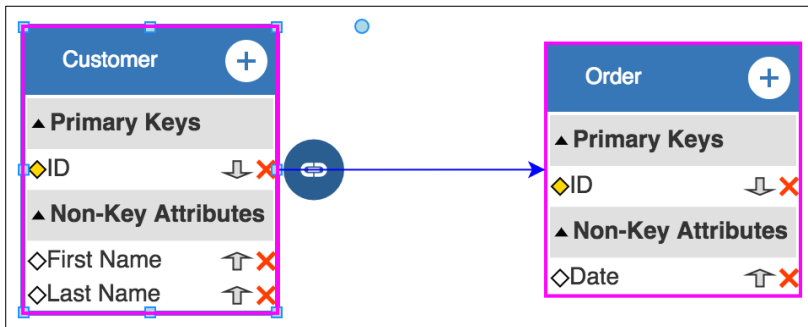 Customer
Primary Keys
ID
Non-Key Attributes
First Name
Last Name
Order
Primary Keys
ID
Non-Key Attributes
Date